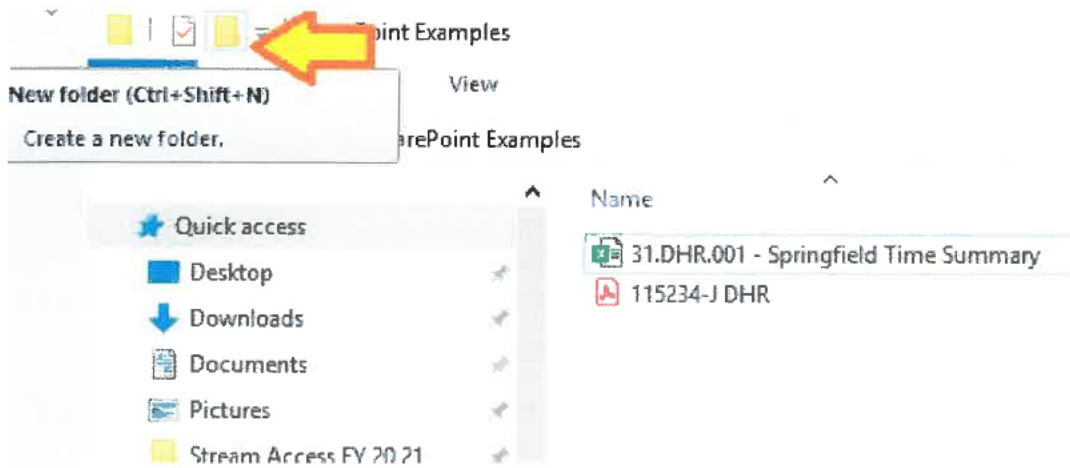 Point Examples
New folder (Ctrl+Shift+N)
View
Create a new folder.
arePoint Examples
Name
Quick access
31.DHR.001 - Springfield Time Summary
Desktop
115234-J DHR
Downloads
Documents
Pictures
Stream Access FY 20 21